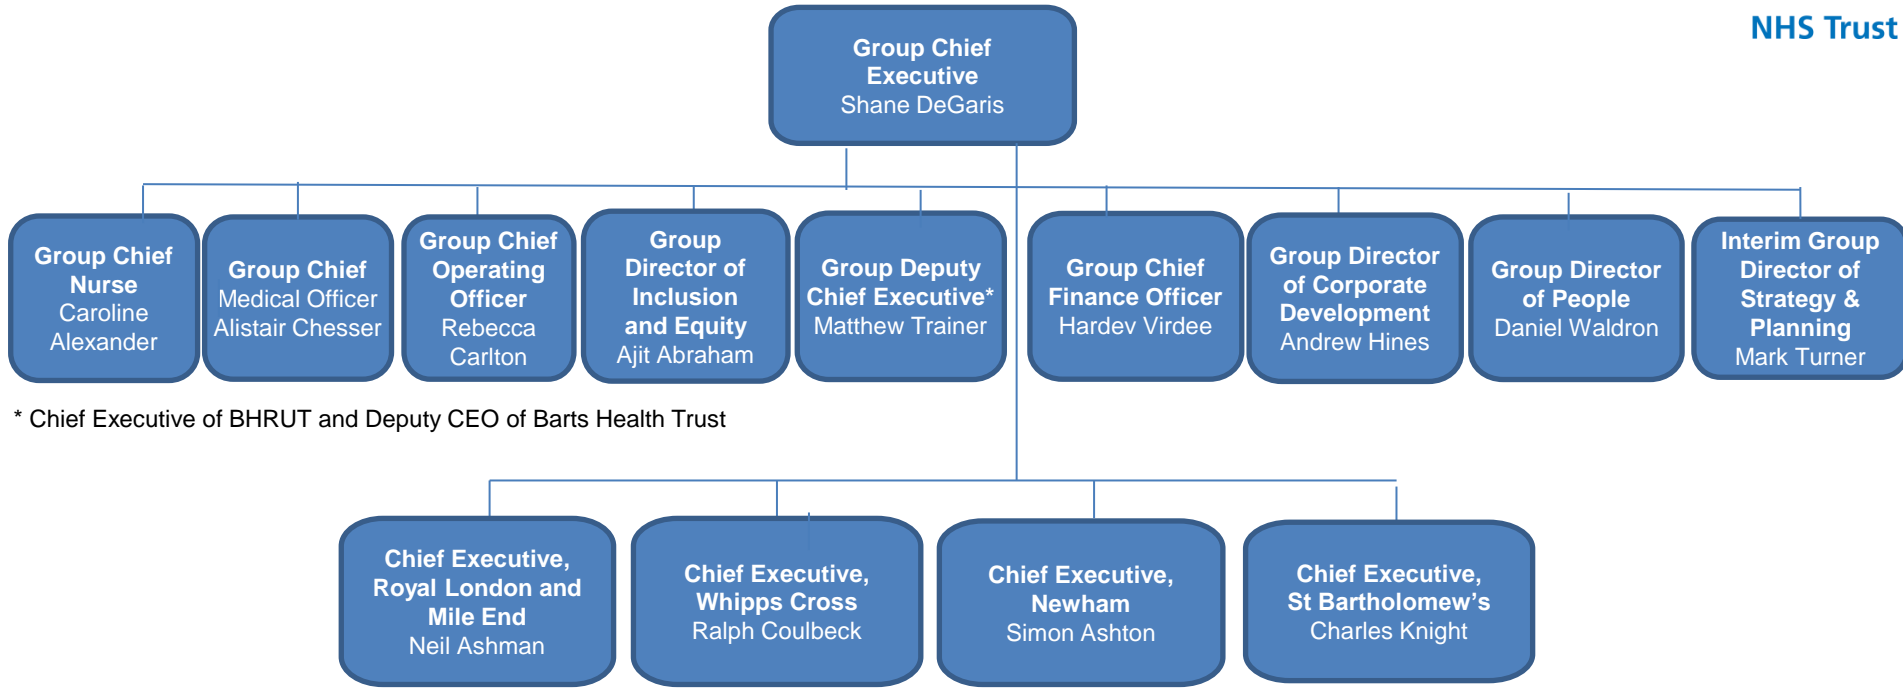 NHS Trust
Group Chief
Executive
Shane DeGaris
Group Chief
Nurse
Caroline
Alexander
Group Chief
Medical Officer
Alistair Chesser
Group Chief
Operating
Officer
Rebecca
Carlton
Group
Director of
Inclusion
and Equity
Ajit Abraham
Group Deputy
Chief Executive*
Matthew Trainer
Group Chief
Finance Officer
Hardev Virdee
Group Director
of Corporate
Development
Andrew Hines
Group Director
of People
Daniel Waldron
Interim Group
Director of
Strategy &
Planning
Mark Turner
* Chief Executive of BHRUT and Deputy CEO of Barts Health Trust
Chief Executive,
Royal London and
Mile End
Neil Ashman
Chief Executive,
Whipps Cross
Ralph Coulbeck
Chief Executive,
Newham
Simon Ashton
Chief Executive,
St Bartholomew’s
Charles Knight